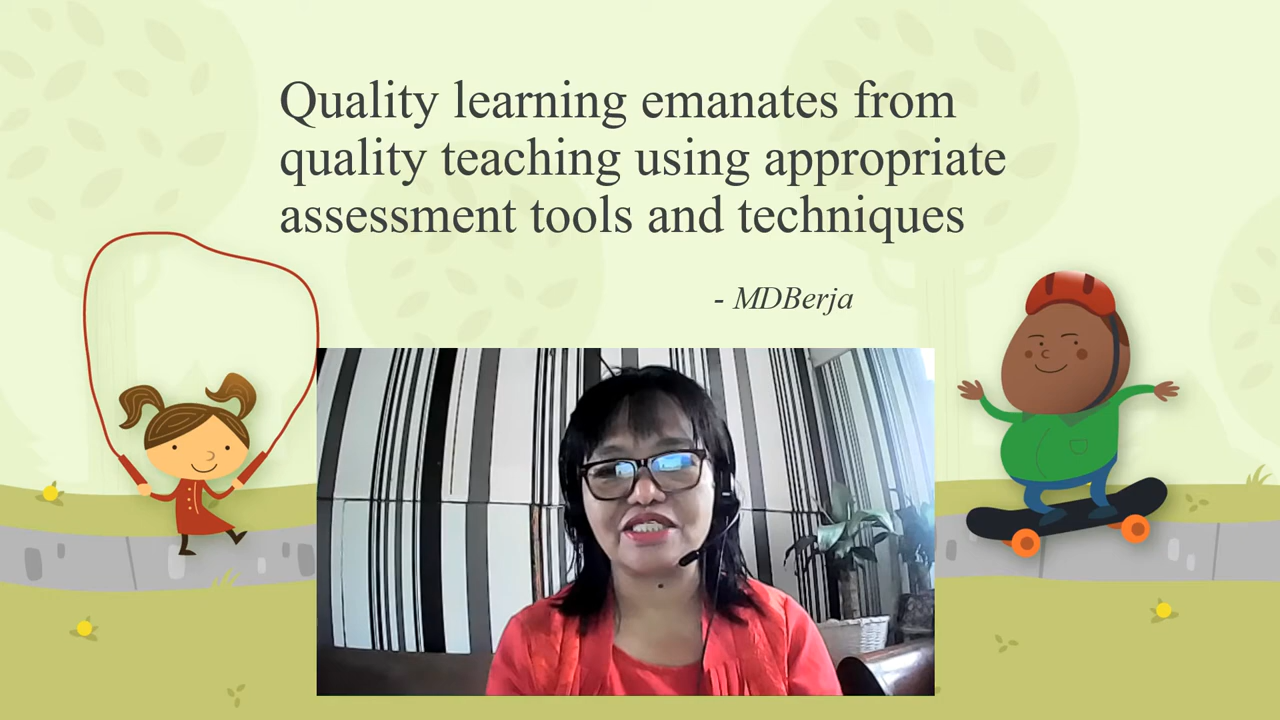 Quality learning emanates from
quality teaching using appropriate
assessment tools and techniques
- MDBerja